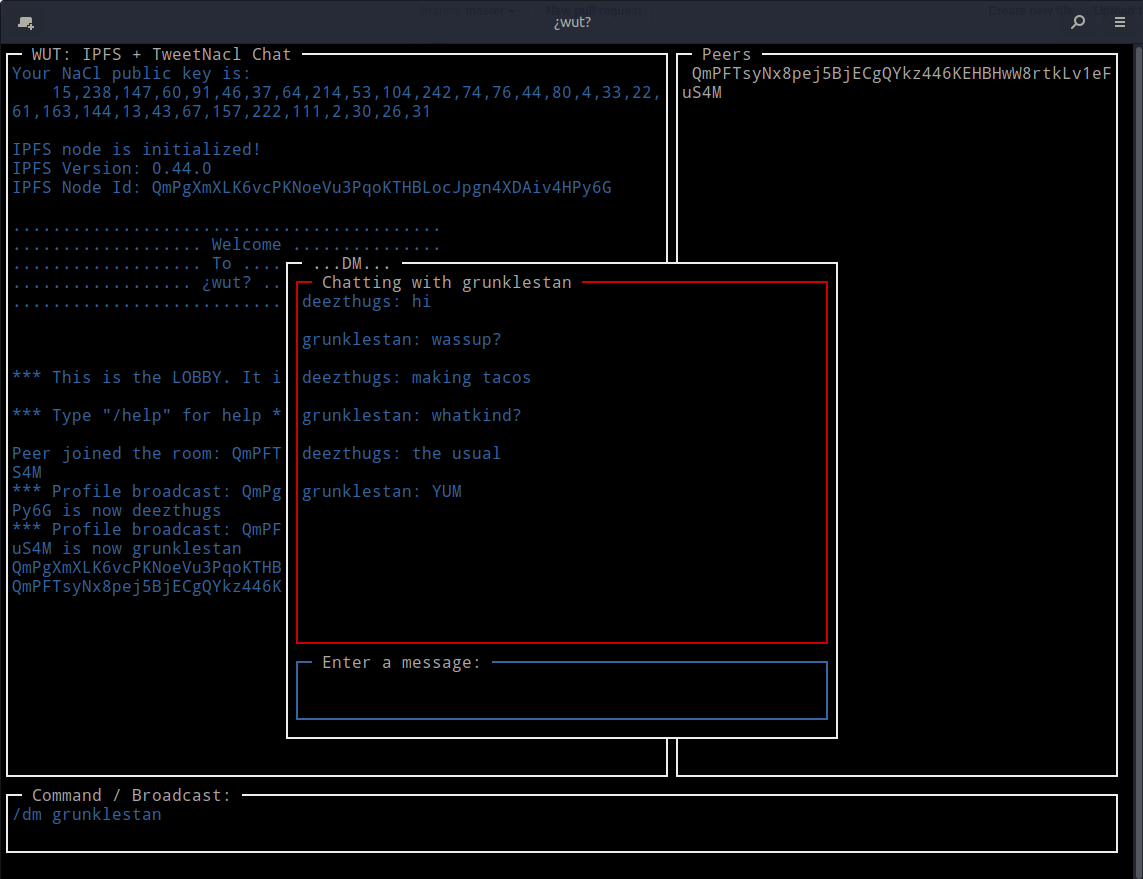 ¿wut?
WUT: IPFS + TweetNacl Chat
Your NaCl public key is:
15,238,147,60,91,46,37,64,214,53,104,242,74,76,44,80,4,33,22,
61,163,144,13,43,67,157,222,111,2,30,26,31
IPFS node is initialized!
IPFS Version: 0.44.0
IPFS Node Id: QmPgXmXLK6vcPKNoeVu3PqoKTHBLocJpgn4XDAiv4HPy6G
...........................................
................... Welcome ...............
................... To ....
.................. ¿wut? ..
...........................
*** This is the LOBBY. It i
*** Type "/help" for help *
Peer joined the room: QmPFT
S4M
*** Profile broadcast: QmPg
Py6G is now deezthugs
*** Profile broadcast: QmPF
uS4M is now grunklestan
QmPgXmXLK6vcPKNoeVu3PqoKTHB
QmPFTsyNx8pej5BjECgQYkz446K
Peers
QmPFTsyNx8pej5BjECgQYkz446KEHBHwW8rtkLv1eF
uS4M
...DM...
Chatting with grunklestan
deezthugs: hi
grunklestan: wassup?
deezthugs: making tacos
grunklestan: whatkind?
deezthugs: the usual
grunklestan: YUM
Enter a message:
Command / Broadcast:
/dm grunklestan